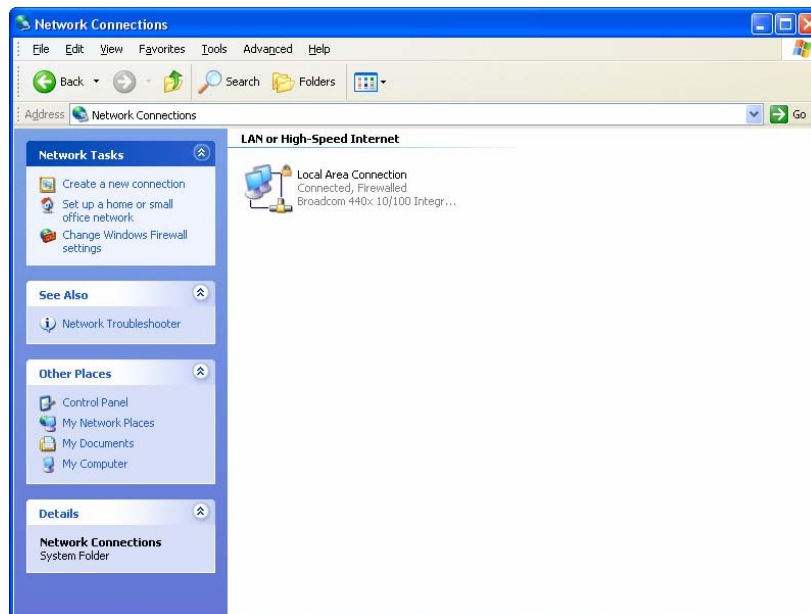 Network Connections
File Edit View Favorites Tools Advanced Help
Back Search Folders
Address Network Connections Go
Network Tasks
Create a new connection
Set up a home or small
office network
Change Windows Firewall
settings
See Also
Network Troubleshooter
Other Places
Control Panel
My Network Places
My Documents
My Computer
Details
Network Connections
System Folder
LAN or High-Speed Internet
Local Area Connection
Connected, Firewalled
Broadcom 440x 10/100 Integr...